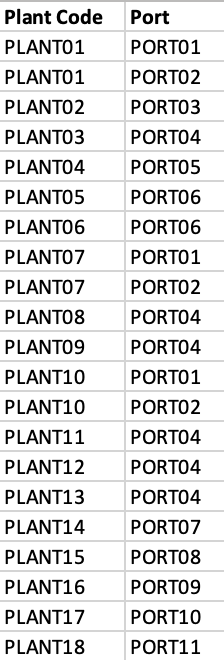 Plant Code Port
PLANT01 PORT01
PLANT01 PORT02
PLANT02 PORT03
PLANT03 PORT04
PLANT04 PORT05
PLANT05 PORT06
PLANT06 PORT06
PLANT07 PORT01
PLANT07 PORT02
PLANT08 PORT04
PLANT09 PORT04
PLANT10 PORT01
PLANT10 PORT02
PLANT11 PORT04
PLANT12 PORT04
PLANT13 PORT04
PLANT14 PORT07
PLANT15 PORT08
PLANT16 PORT09
PLANT17 PORT10
PLANT18 PORT11